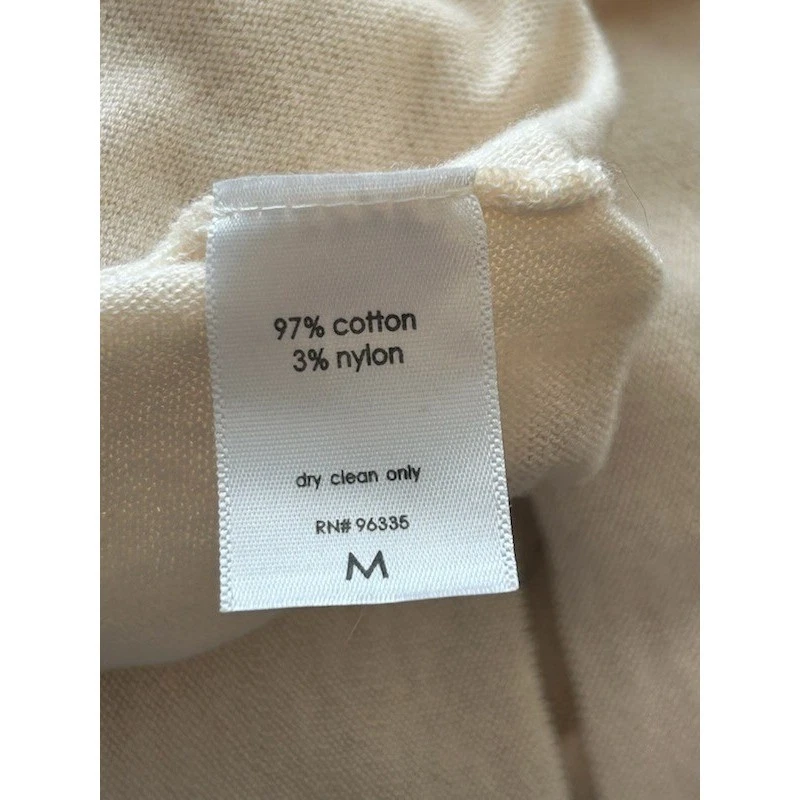 97% cotton
3% nylon
dry clean only
RN# 96335
M